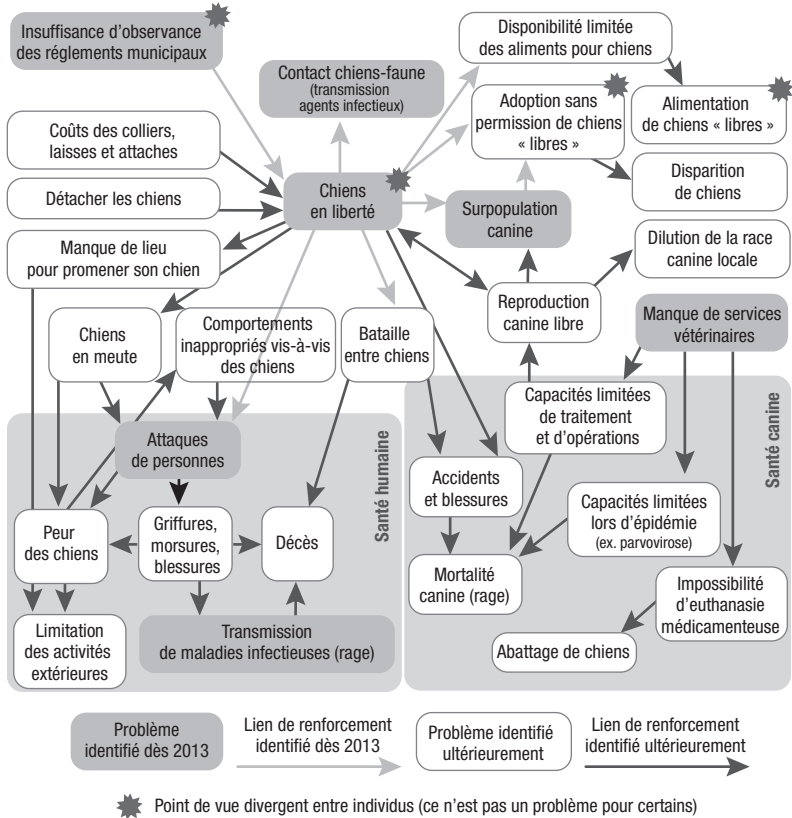 Insuffisance d'observance
des réglements municipaux
Contact chiens-faune
(transmission
agents infectieux)
Disponibilité limitée
des aliments pour chiens
Adoption sans
permission de chiens
« libres »
Alimentation
de chiens « libres »
Coûts des colliers,
laisses et attaches
Disparition
de chiens
Détacher les chiens
Chiens
en liberté
Surpopulation
canine
Manque de lieu
pour promener son chien
Dilution de la race
canine locale
Chiens
en meute
Comportements
inappropriés vis-à-vis
des chiens
Bataille
entre chiens
Reproduction
canine libre
Manque de services
vétérinaires
Capacités limitées
de traitement
et d'opérations
Santé canine
Attaques
de personnes
Santé humaine
Accidents
et blessures
Capacités limitées
lors d'épidémie
(ex. parvovirose)
Peur
des chiens
Griffures,
morsures,
blessures
Décès
Mortalité
canine (rage)
Impossibilité
d'euthanasie
médicamenteuse
Limitation
des activités
extérieures
Transmission
de maladies infectieuses (rage)
Abattage de chiens
Problème
identifié dès 2013
Lien de renforcement
identifié dès 2013
Problème identifié
ultérieurement
Lien de renforcement
identifié ultérieurement
Point de vue divergent entre individus (ce n'est pas un problème pour certains)